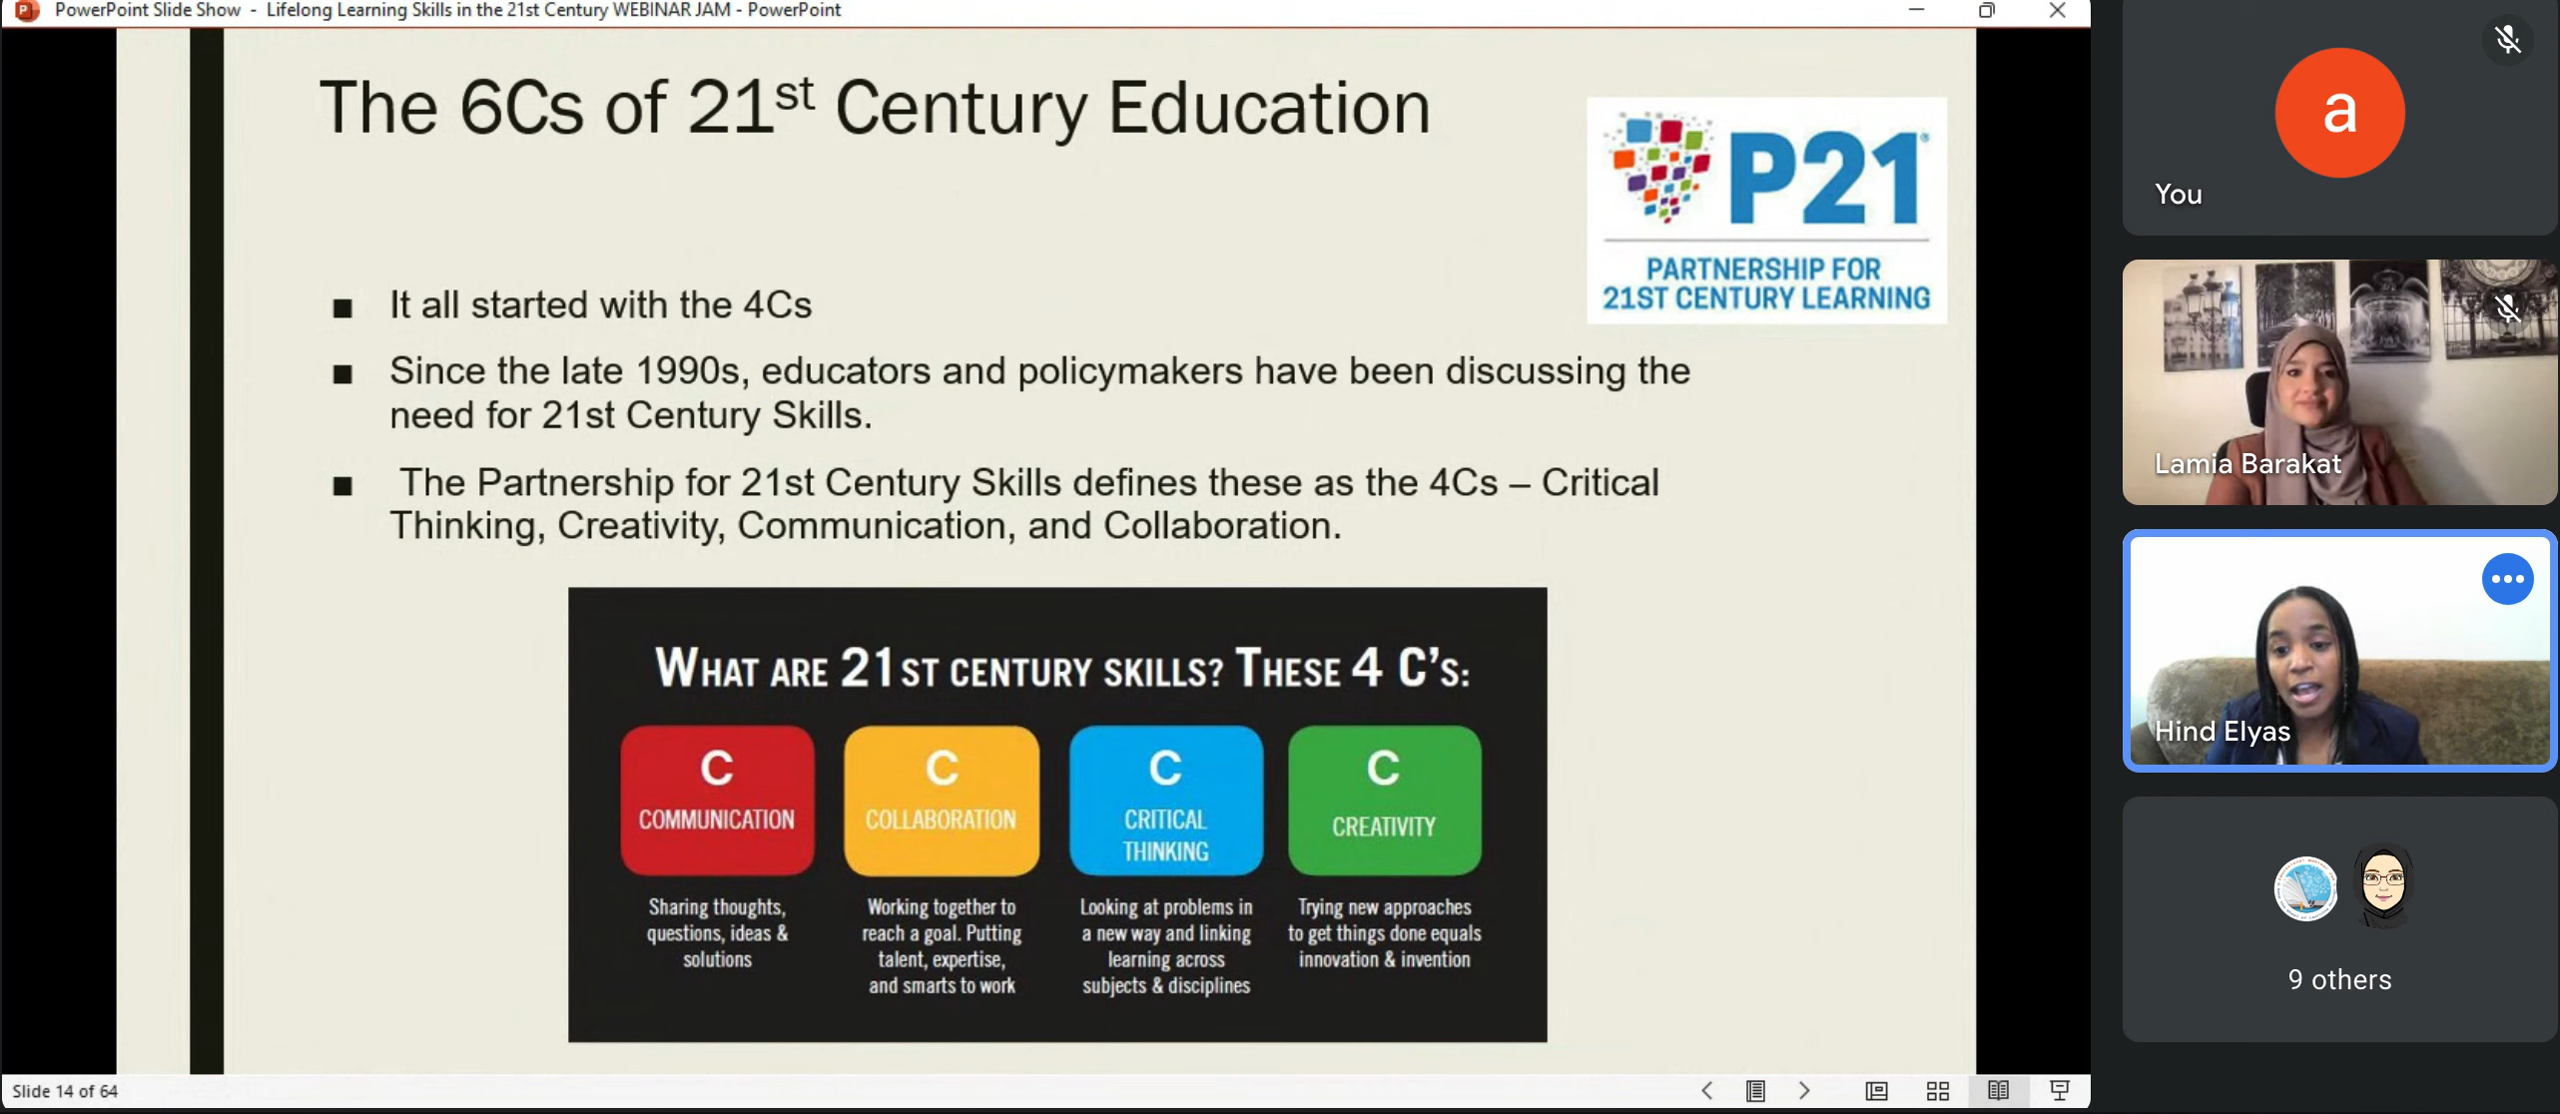 PowerPoint Slide Show - Lifelong Learning Skills in the 21st Century WEBINAR JAM - PowerPoint
The 6Cs of 21st Century Education
P21
PARTNERSHIP FOR
21ST CENTURY LEARNING
■ It all started with the 4Cs
■ Since the late 1990s, educators and policymakers have been discussing the
need for 21st Century Skills.
■ The Partnership for 21st Century Skills defines these as the 4Cs – Critical
Thinking, Creativity, Communication, and Collaboration.
WHAT ARE 21ST CENTURY SKILLS? THESE 4 C'S:
C
COMMUNICATION
Sharing thoughts,
questions, ideas &
solutions
C
COLLABORATION
Working together to
reach a goal. Putting
talent, expertise,
and smarts to work
C
CRITICAL
THINKING
Looking at problems in
a new way and linking
learning across
subjects & disciplines
C
CREATIVITY
Trying new approaches
to get things done equals
innovation & invention
Slide 14 of 64
a
You
Lamia Barakat
Hind Elyas
9 others